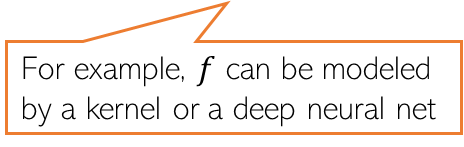 For example, f can be modeled
by a kernel or a deep neural net